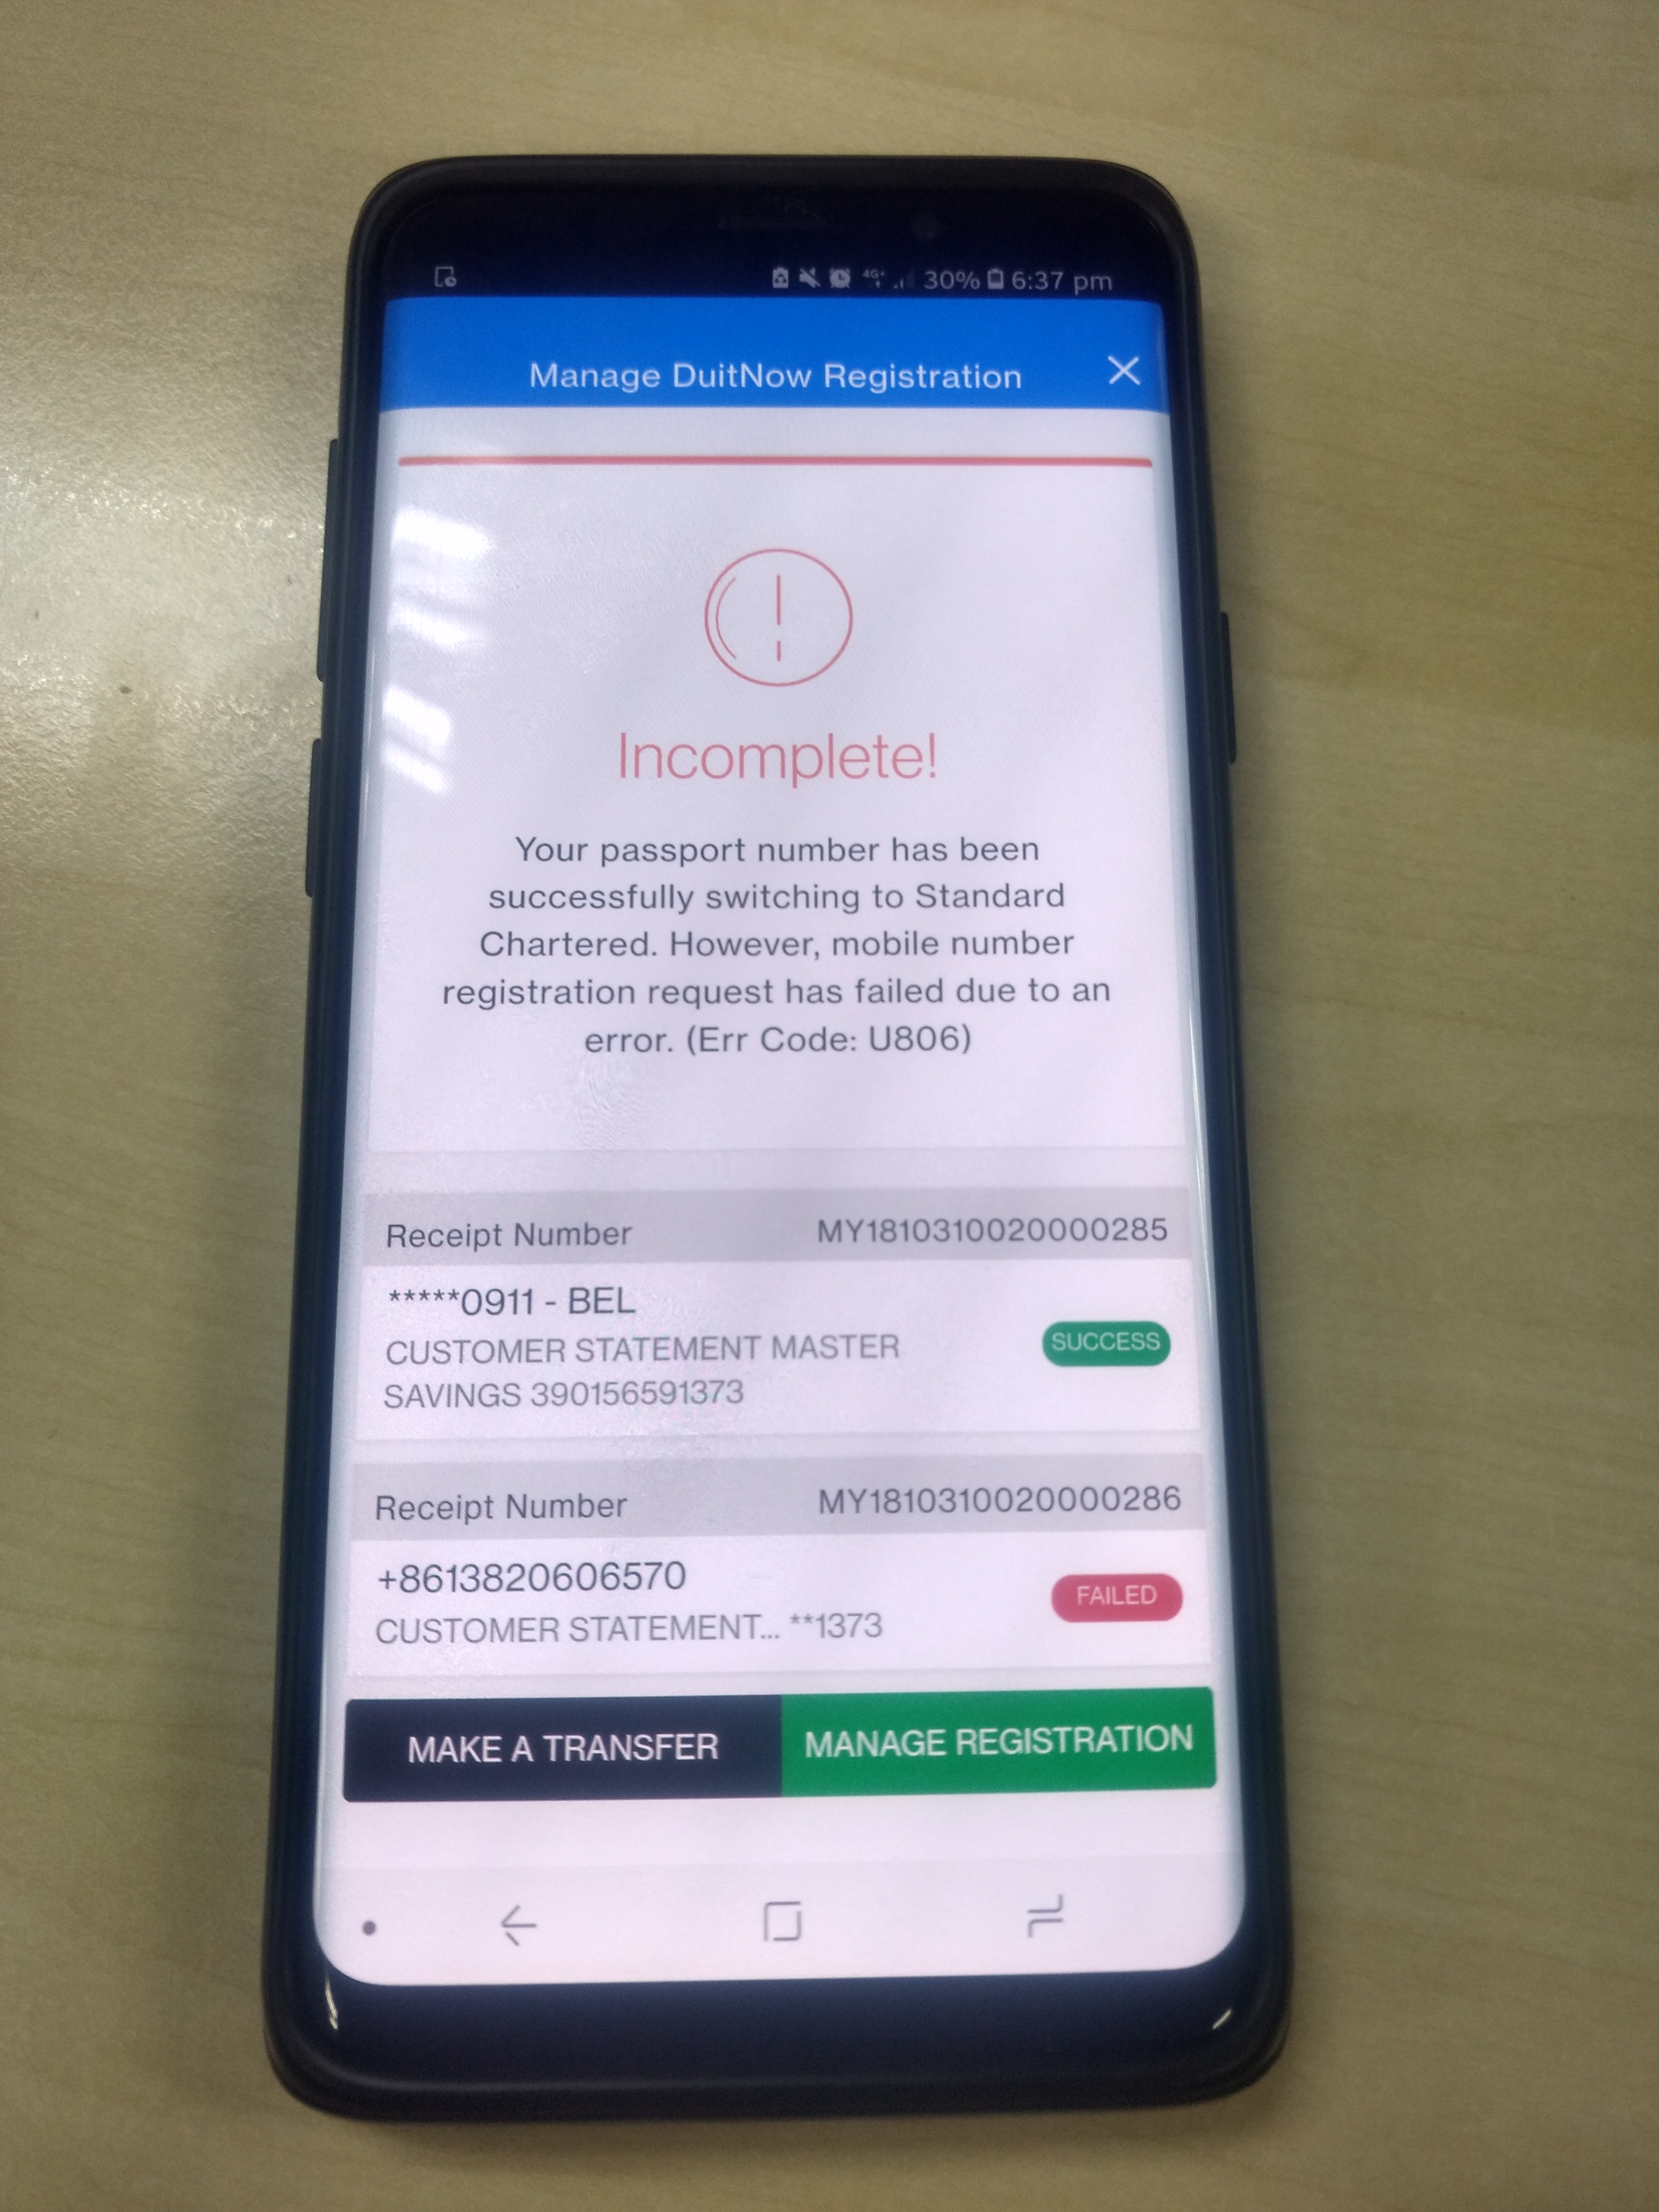 4G+ 30% 6:37 pm
Manage DuitNow Registration
Incomplete!
Your passport number has been
successfully switching to Standard
Chartered. However, mobile number
registration request has failed due to an
error. (Err Code: U806)
Receipt Number MY1810310020000285
*****0911 - BEL
CUSTOMER STATEMENT MASTER
SAVINGS 390156591373
SUCCESS
Receipt Number MY1810310020000286
+8613820606570
CUSTOMER STATEMENT... **1373
FAILED
MAKE A TRANSFER MANAGE REGISTRATION